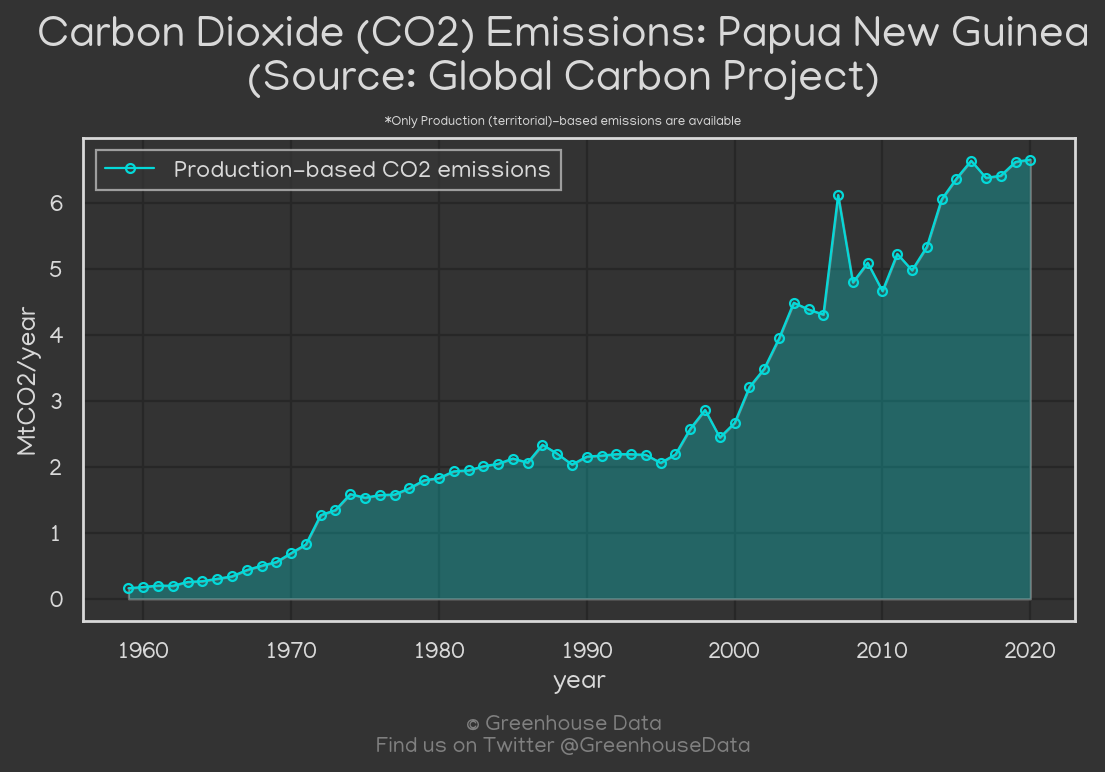 Carbon Dioxide (CO2) Emissions: Papua New Guinea
(Source: Global Carbon Project)
*Only Production (territorial)-based emissions are available
Production-based CO2 emissions
MtCO2/year
6
5
4
3
2
1
0
1960 1970 1980 1990 2000 2010 2020
year
© Greenhouse Data
Find us on Twitter @GreenhouseData